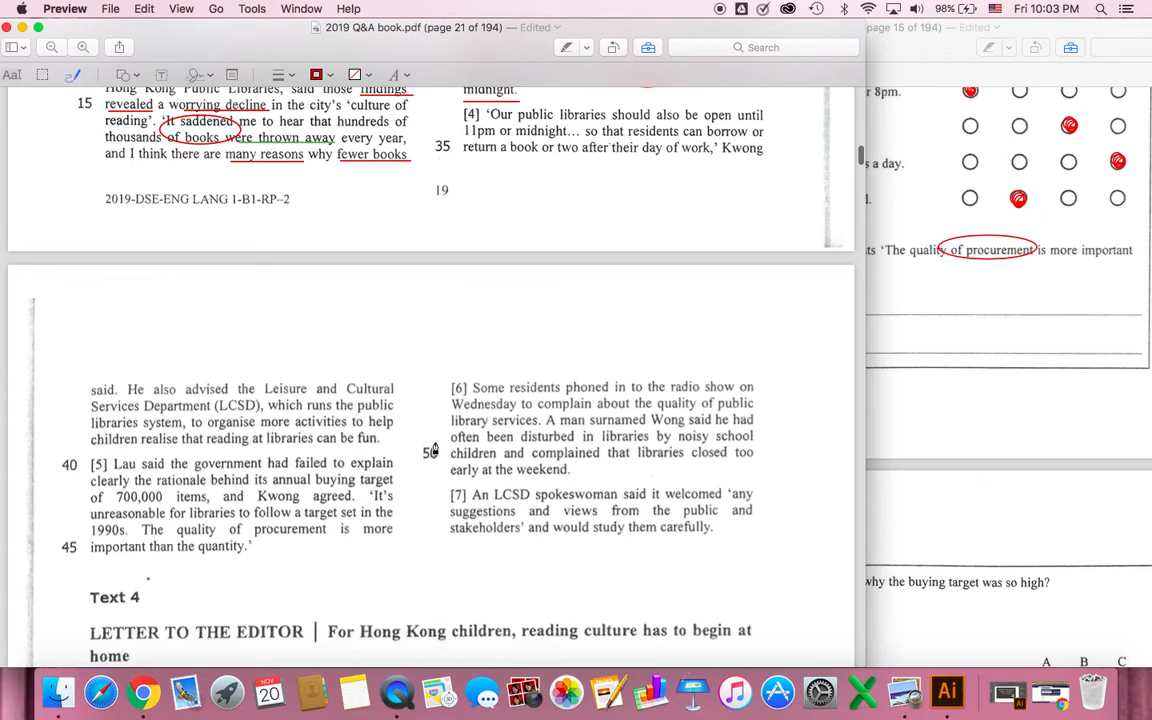 Preview File Edit View Go Tools Window Help
98% Fri 10:03 PM
2019 Q&A book.pdf (page 21 of 194) — Edited
page 15 of 194) — Edited
Search
Hong Kong Public Libraries, said those findings
15 revealed a worrying decline in the city's 'culture of
reading'. 'It saddened me to hear that hundreds of
thousands of books were thrown away every year,
and I think there are many reasons why fewer books
midnight.
[4] 'Our public libraries should also be open until
11pm or midnight... so that residents can borrow or
35 return a book or two after their day of work,' Kwong
19
2019-DSE-ENG LANG 1-B1-RP–2
said. He also advised the Leisure and Cultural
Services Department (LCSD), which runs the public
libraries system, to organise more activities to help
children realise that reading at libraries can be fun.
40 [5] Lau said the government had failed to explain
clearly the rationale behind its annual buying target
of 700,000 items, and Kwong agreed. 'It's
unreasonable for libraries to follow a target set in the
1990s. The quality of procurement is more
45 important than the quantity.'
[6] Some residents phoned in to the radio show on
Wednesday to complain about the quality of public
library services. A man surnamed Wong said he had
often been disturbed in libraries by noisy school
50 children and complained that libraries closed too
early at the weekend.
[7] An LCSD spokeswoman said it welcomed 'any
suggestions and views from the public and
stakeholders' and would study them carefully.
Text 4
LETTER TO THE EDITOR | For Hong Kong children, reading culture has to begin at
home
r 8pm.
s a day.
d.
ts 'The quality of procurement is more important
why the buying target was so high?
A B C
NOV
20
Ai